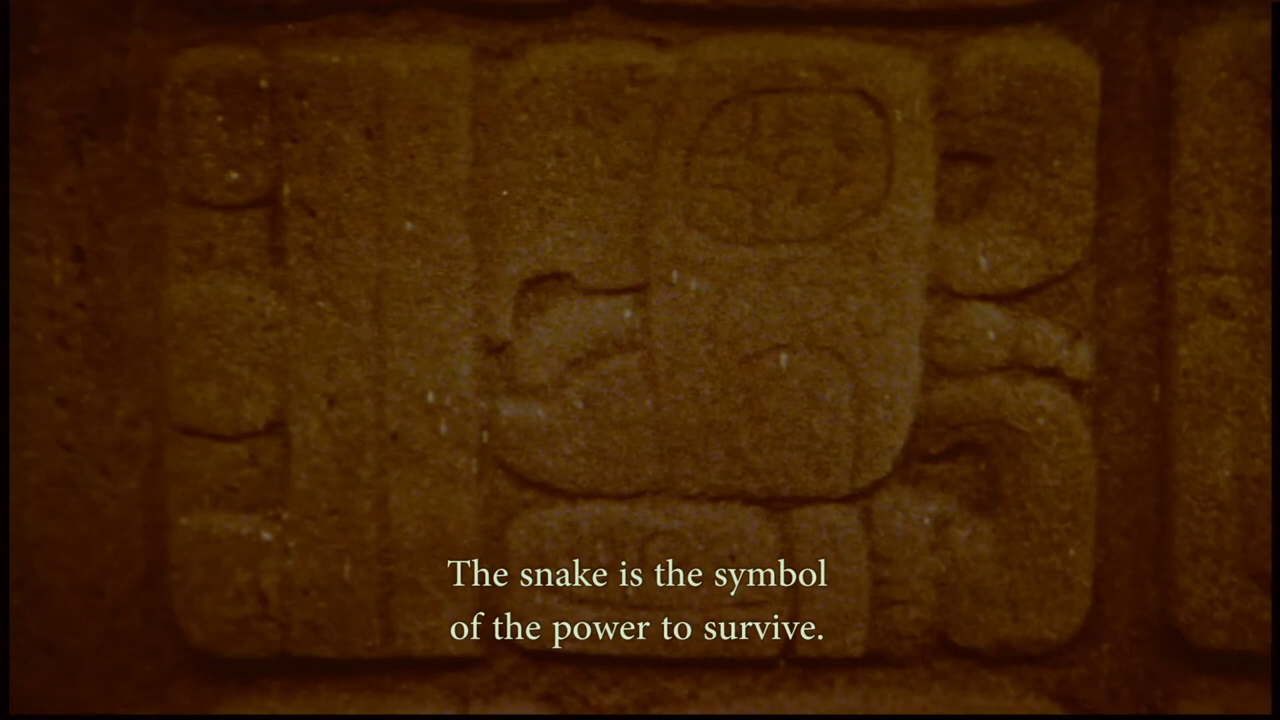 The snake is the symbol
of the power to survive.